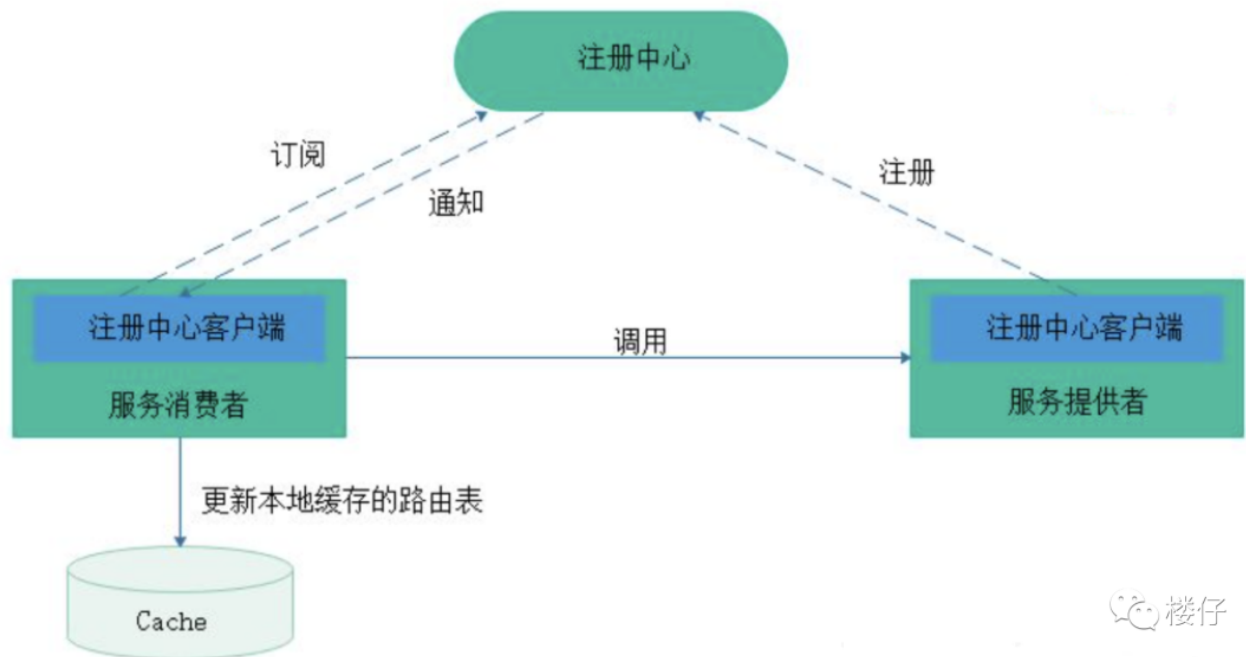 注册中心
订阅
通知
注册
注册中心客户端
服务消费者
调用
注册中心客户端
服务提供者
更新本地缓存的路由表
Cache
楼仔